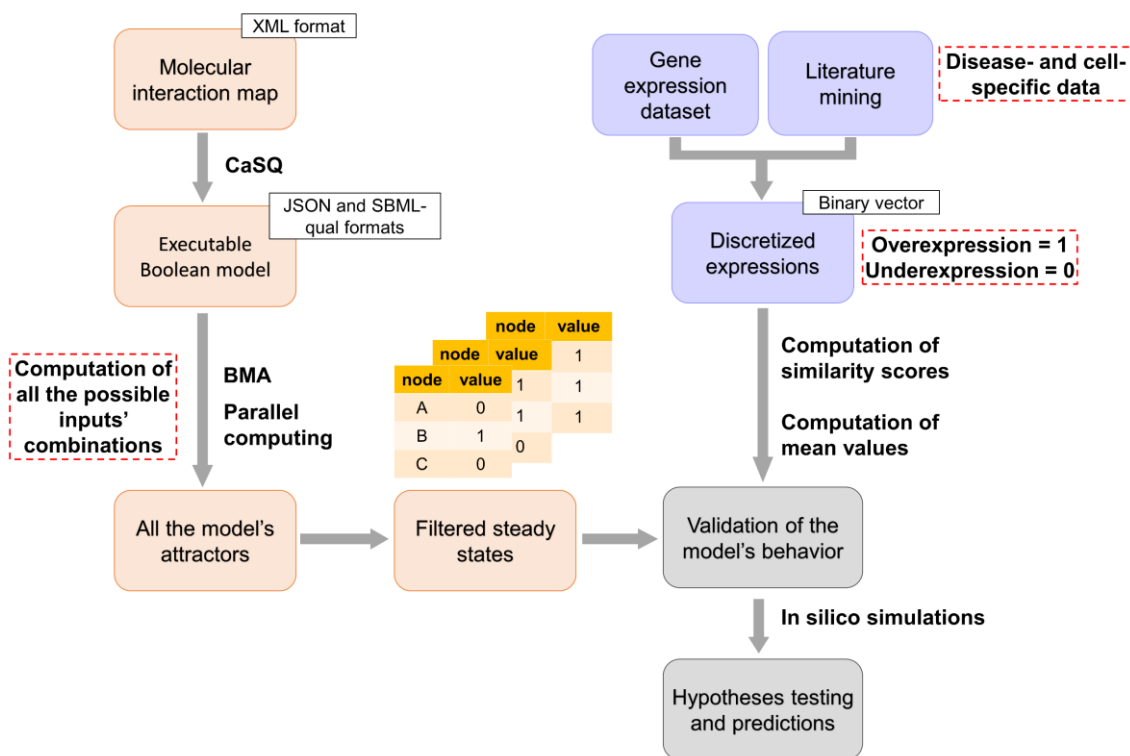 XML format
Molecular
interaction map
CaSQ
JSON and SBML-
qual formats
Executable
Boolean model
Computation of
all the possible
inputs'
combinations
BMA
Parallel
computing
node value
1
1
1
node value
1
1
0
node value
A 0
B 1
C 0
All the model's
attractors
Filtered steady
states
Gene
expression
dataset
Literature
mining
Disease- and cell-
specific data
Binary vector
Discretized
expressions
Overexpression = 1
Underexpression = 0
Computation of
similarity scores
Computation of
mean values
Validation of the
model's behavior
In silico simulations
Hypotheses testing
and predictions